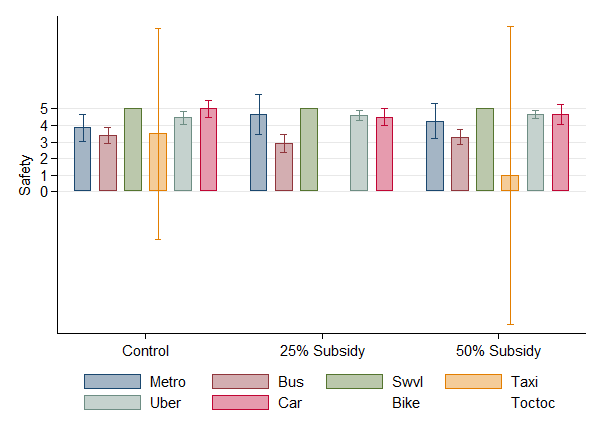 Safety
5
4
3
2
1
0
Control 25% Subsidy 50% Subsidy
Metro Bus Swvl Taxi
Uber Car Bike Toctoc